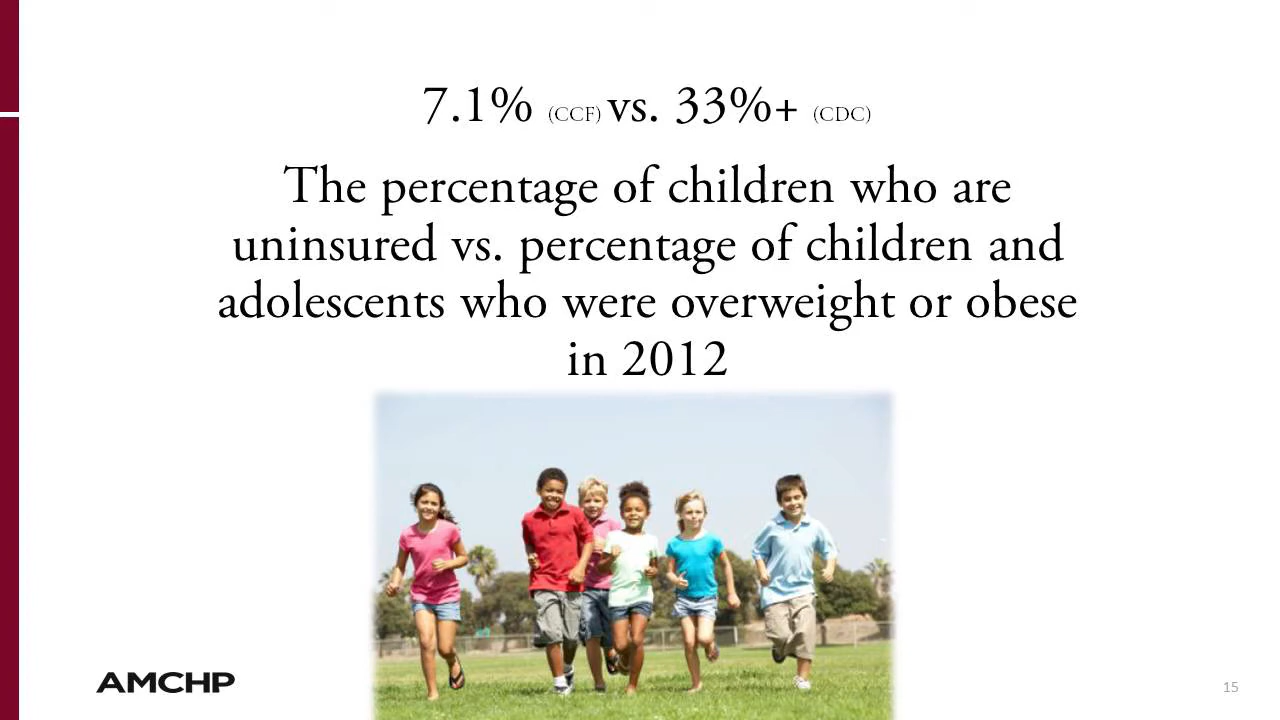 7.1% (CCF) vs. 33%+ (CDC)
The percentage of children who are
uninsured vs. percentage of children and
adolescents who were overweight or obese
in 2012
AMCHP
15